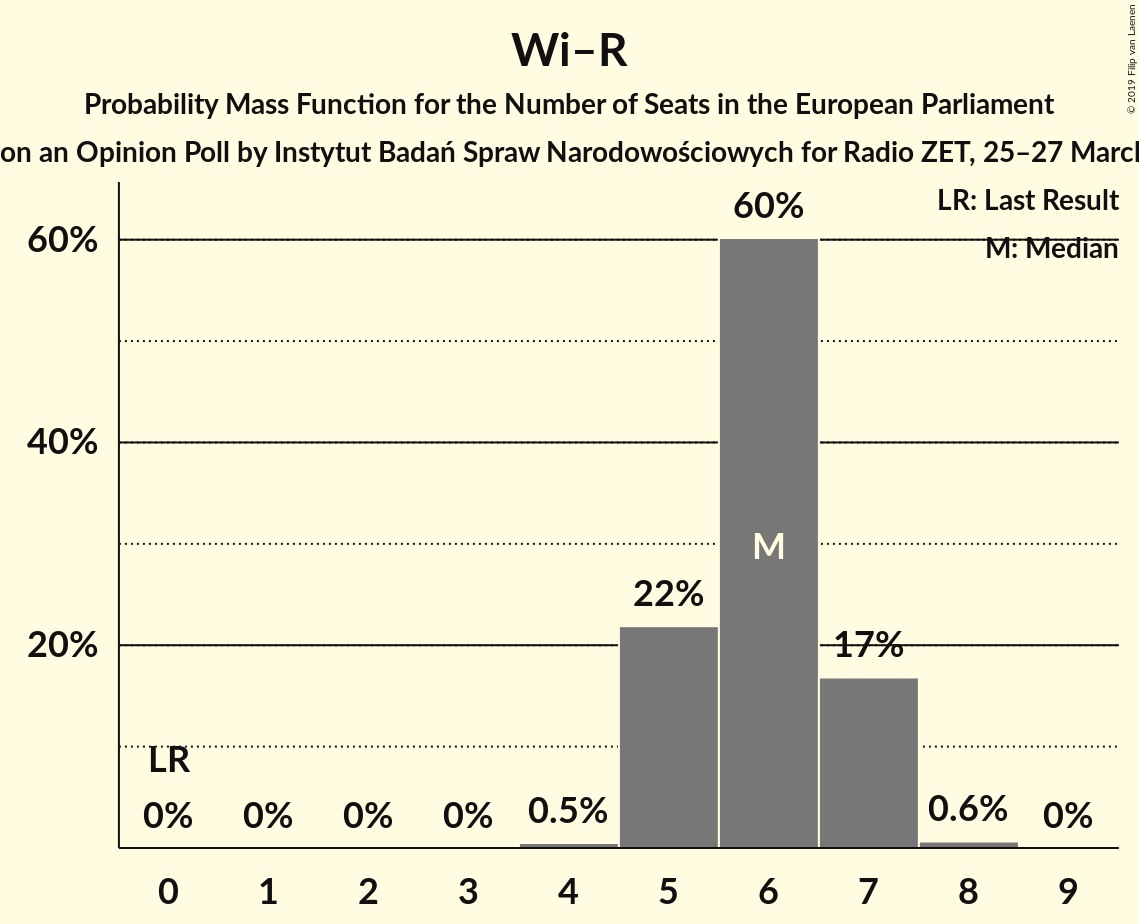 Wi–R
Probability Mass Function for the Number of Seats in the European Parliament
on an Opinion Poll by Instytut Badań Spraw Narodowościowych for Radio ZET, 25–27 March
© 2019 Filip van Laenen
LR: Last Result
M: Median
60%
40%
20%
LR
0%
0%
0%
0%
0.5%
22%
60%
M
17%
0.6%
0%
0 1 2 3 4 5 6 7 8 9